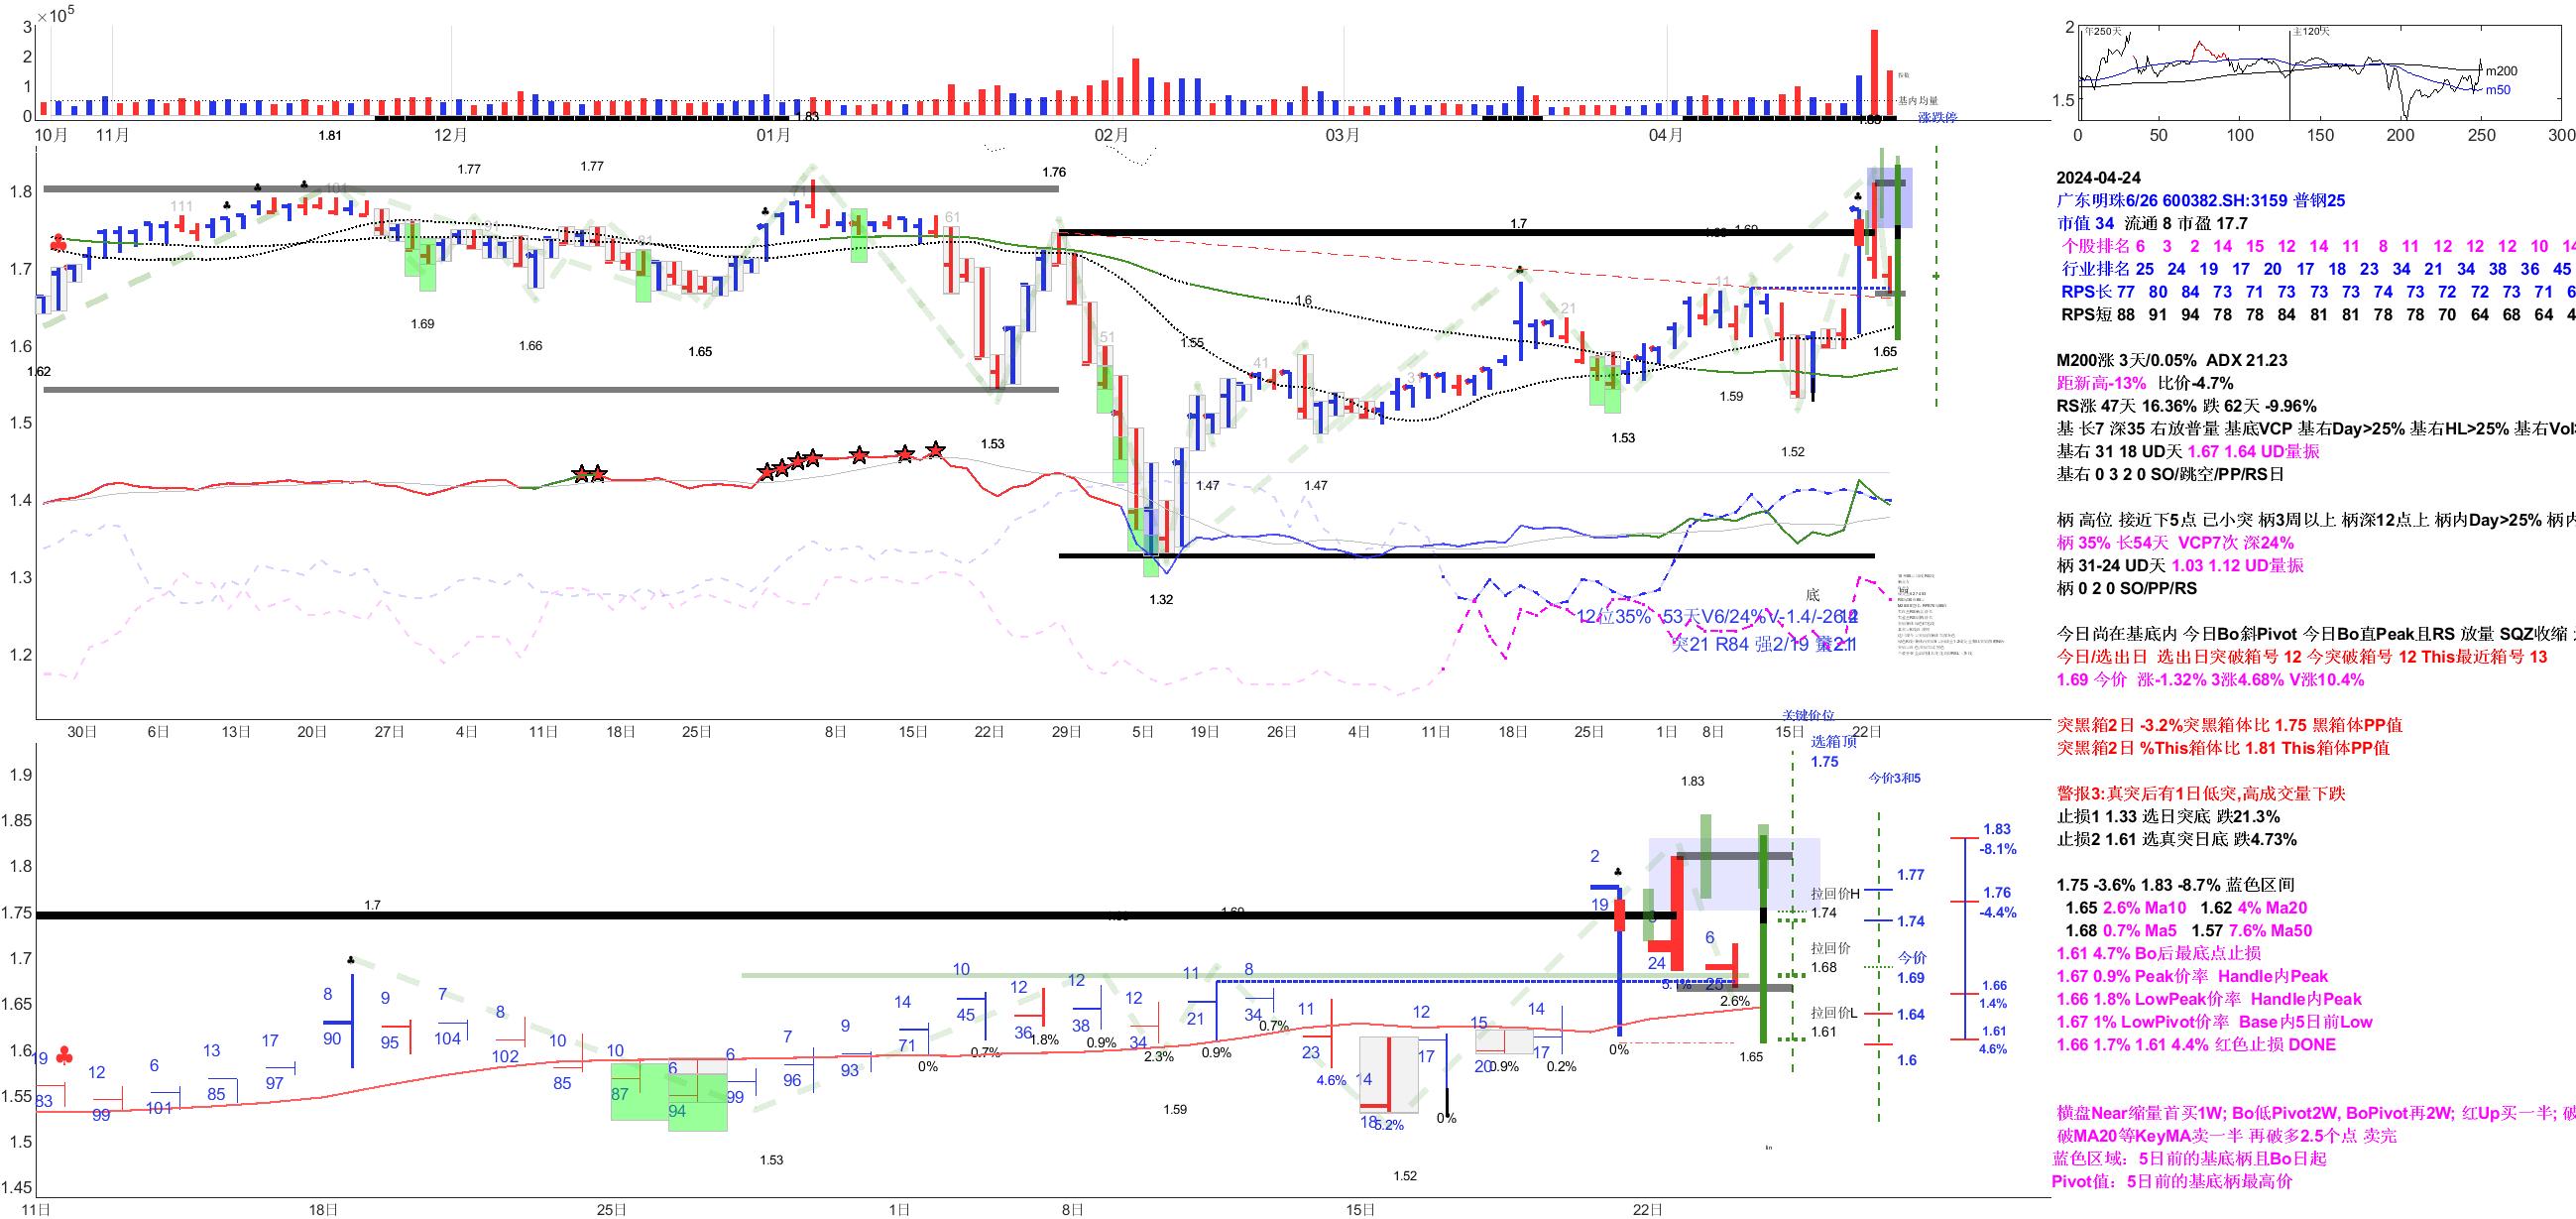 ×10⁵
3
2
1
0
基内均量
10月 11月 1.81 12月 01月 02月 03月 04月
涨跌停
1.77 1.77 1.76
1.8
1.7
1.6
1.5
1.4
1.3
1.2
111
61
51
41
21
11
1.7
1.6
1.55
1.69
1.66
1.65
1.62
1.65
1.59
1.53
1.53
1.52
1.47
1.47
1.32
底
12位35% 53天V6/24%V-1.4/-26.2
突21 R84 强2/19
30日 6日 13日 20日 27日 4日 11日 18日 25日 8日 15日 22日 29日 5日 19日 26日 4日 11日 18日 25日 1日 8日 15日 22日
关键价位
选箱顶
1.75
今价3和5
1.9
1.85
1.8
1.75
1.7
1.65
1.6
1.55
1.5
1.45
1.7
1.83
拉回价H
1.74
拉回价
1.68
拉回价L
1.61
1.77
1.74
今价
1.69
1.64
1.6
1.83
-8.1%
1.76
-4.4%
1.66
1.4%
1.61
4.6%
19 12 6 13 17 8 9 7 8 10 10 6 6 7 9 14 10 12 12 12 11 8 11 14 12 15 14 2 6
83 99 101 85 97 90 95 104 102 85 87 94 99 96 93 71 45 36 38 34 21 34 23 18 17 20 17 19 24 25
0% 0.7% 1.8% 0.9% 2.3% 0.9% 0.7% 4.6% 5.2% 0% 0.9% 0.2% 0% 5.1% 2.6%
1.65
1.59
1.53
1.52
11日 18日 25日 1日 8日 15日 22日
2
1.5
年250天
主120天
m200
m50
0 50 100 150 200 250 300
2024-04-24
广东明珠6/26 600382.SH:3159 普钢25
市值 34 流通 8 市盈 17.7
个股排名 6 3 2 14 15 12 14 11 8 11 12 12 12 10 14
行业排名 25 24 19 17 20 17 18 23 34 21 34 38 36 45
RPS长 77 80 84 73 71 73 73 73 74 73 72 72 73 71 6
RPS短 88 91 94 78 78 84 81 81 78 78 70 64 68 64 4
M200涨 3天/0.05% ADX 21.23
距新高-13% 比价-4.7%
RS涨 47天 16.36% 跌 62天 -9.96%
基 长7 深35 右放普量 基底VCP 基右Day>25% 基右HL>25% 基右Vol
基右 31 18 UD天 1.67 1.64 UD量振
基右 0 3 2 0 SO/跳空/PP/RS日
柄 高位 接近下5点 已小突 柄3周以上 柄深12点上 柄内Day>25% 柄内
柄 35% 长54天 VCP7次 深24%
柄 31-24 UD天 1.03 1.12 UD量振
柄 0 2 0 SO/PP/RS
今日尚在基底内 今日Bo斜Pivot 今日Bo直Peak且RS 放量 SQZ收缩
今日/选出日 选出日突破箱号 12 今突破箱号 12 This最近箱号 13
1.69 今价 涨-1.32% 3涨4.68% V涨10.4%
突黑箱2日 -3.2%突黑箱体比 1.75 黑箱体PP值
突黑箱2日 %This箱体比 1.81 This箱体PP值
警报3:真突后有1日低突,高成交量下跌
止损1 1.33 选日突底 跌21.3%
止损2 1.61 选真突日底 跌4.73%
1.75 -3.6% 1.83 -8.7% 蓝色区间
1.65 2.6% Ma10 1.62 4% Ma20
1.68 0.7% Ma5 1.57 7.6% Ma50
1.61 4.7% Bo后最底点止损
1.67 0.9% Peak价率 Handle内Peak
1.66 1.8% LowPeak价率 Handle内Peak
1.67 1% LowPivot价率 Base内5日前Low
1.66 1.7% 1.61 4.4% 红色止损 DONE
横盘Near缩量首买1W; Bo低Pivot2W, BoPivot再2W; 红Up买一半; 破
破MA20等KeyMA卖一半 再破多2.5个点 卖完
蓝色区域：5日前的基底柄且Bo日起
Pivot值：5日前的基底柄最高价